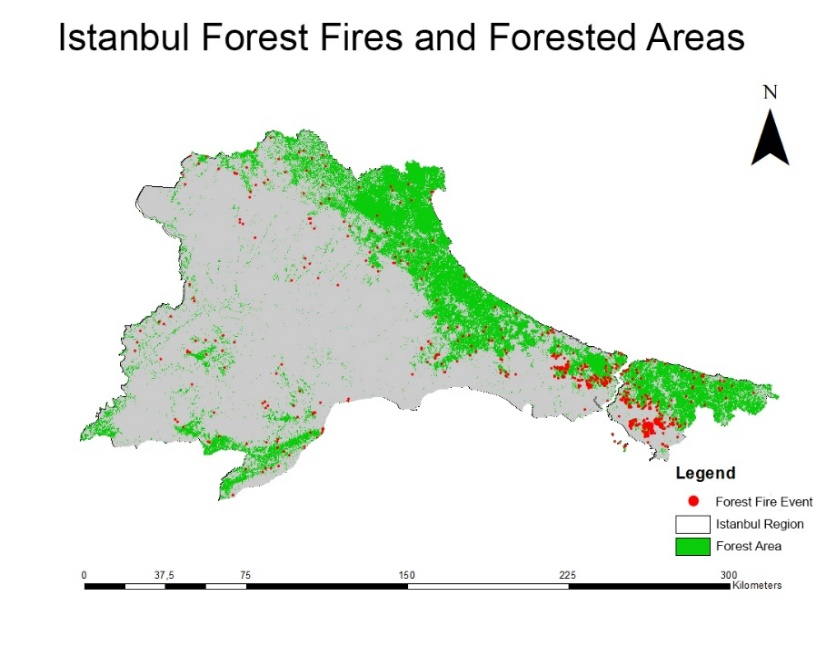 Istanbul Forest Fires and Forested Areas
N
Legend
Forest Fire Event
Istanbul Region
Forest Area
0 37,5 75 150 225 300
Kilometers